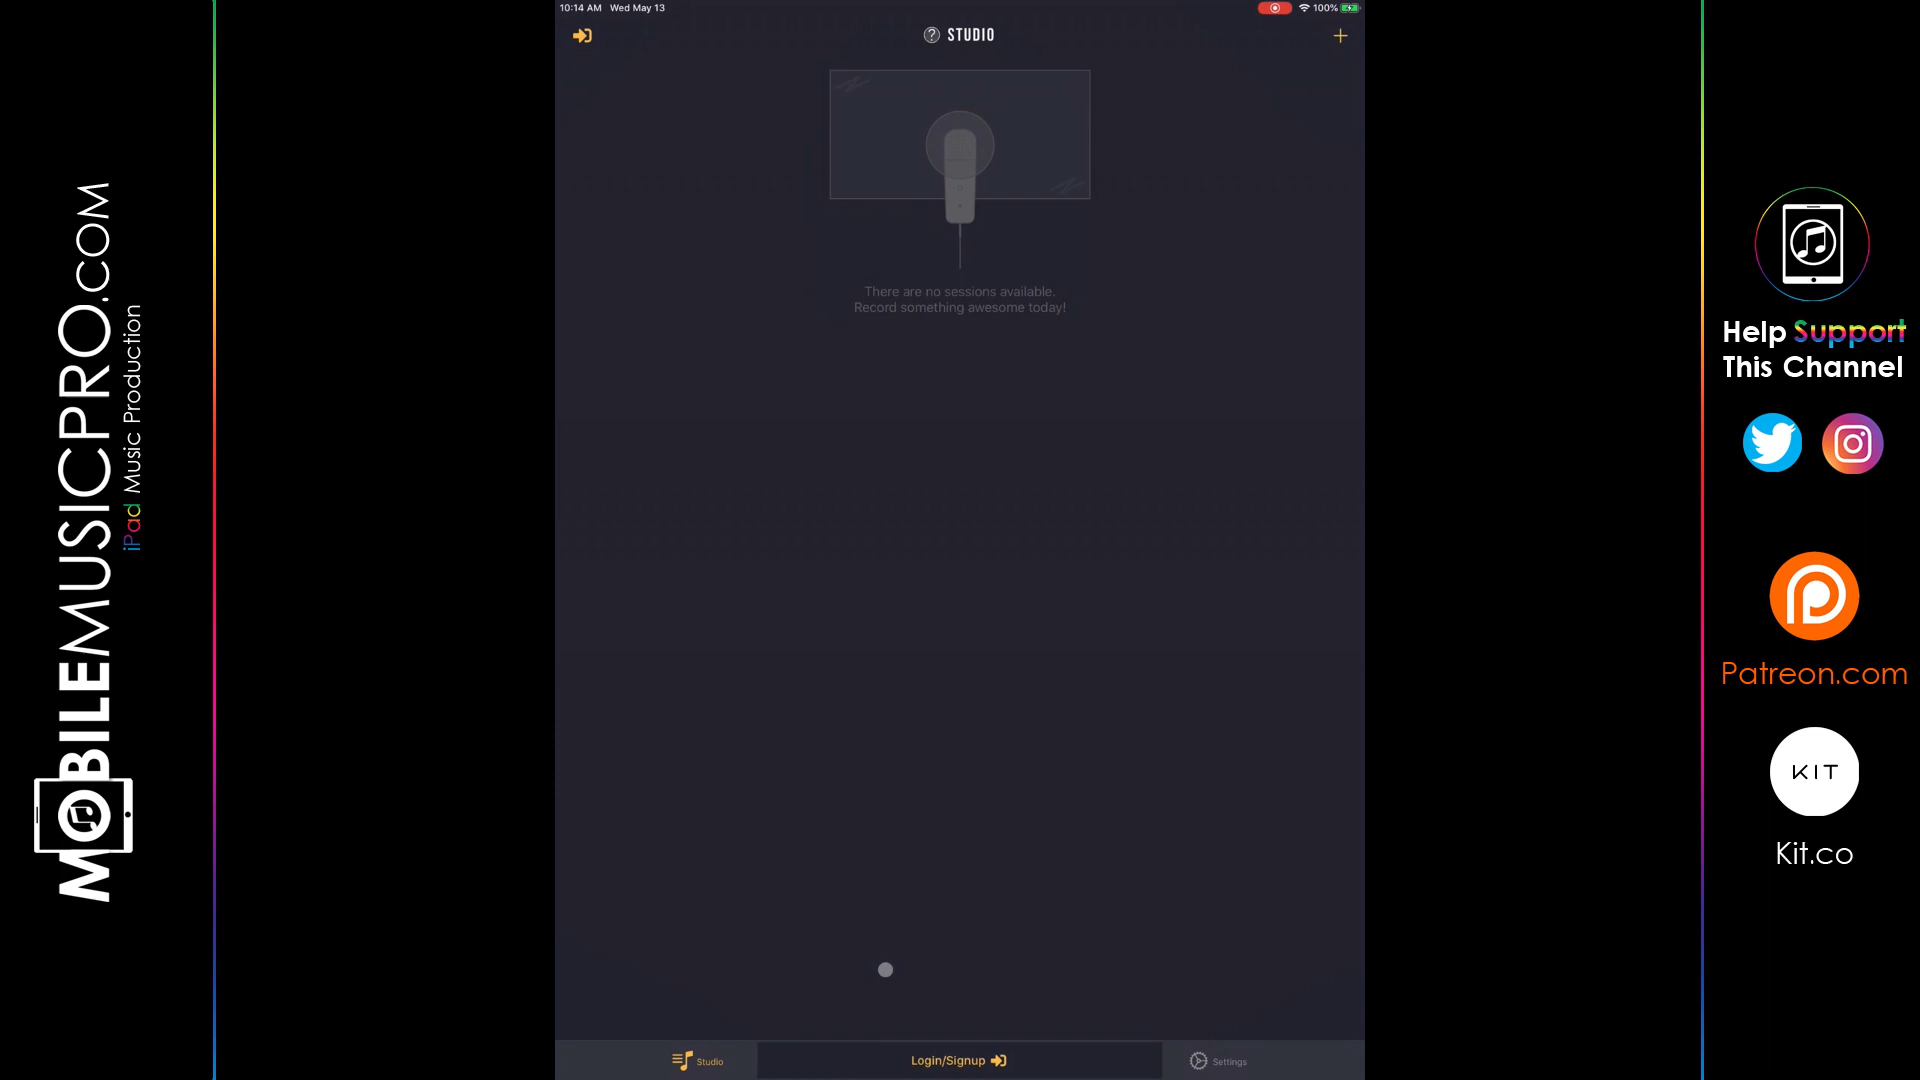 10:14 AM Wed May 13
100%
? STUDIO
There are no sessions available.
Record something awesome today!
Studio
Login/Signup
Settings
MOBILEMUSICPRO.COM
iPad Music Production
Help Support
This Channel
Patreon.com
KIT
Kit.co